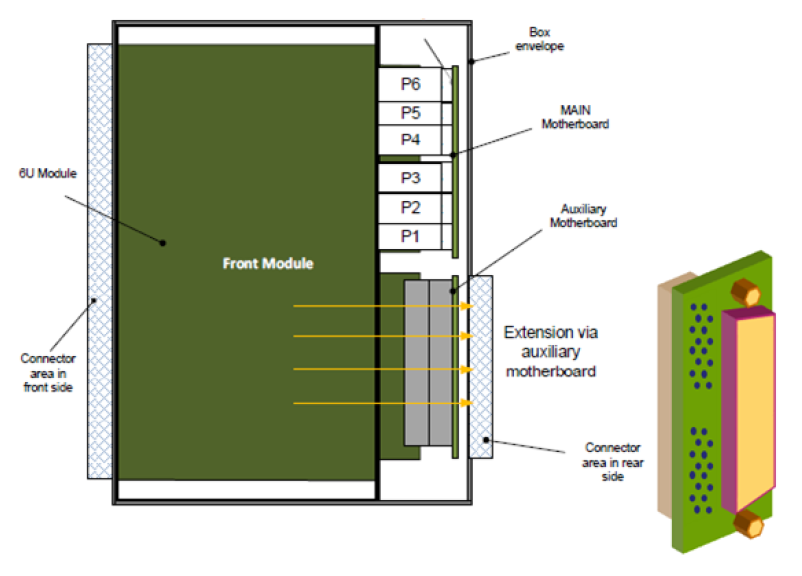 Box
envelope
P6
P5
P4
MAIN
Motherboard
6U Module
P3
P2
P1
Auxiliary
Motherboard
Front Module
Extension via
auxiliary
motherboard
Connector
area in
front side
Connector
area in rear
side